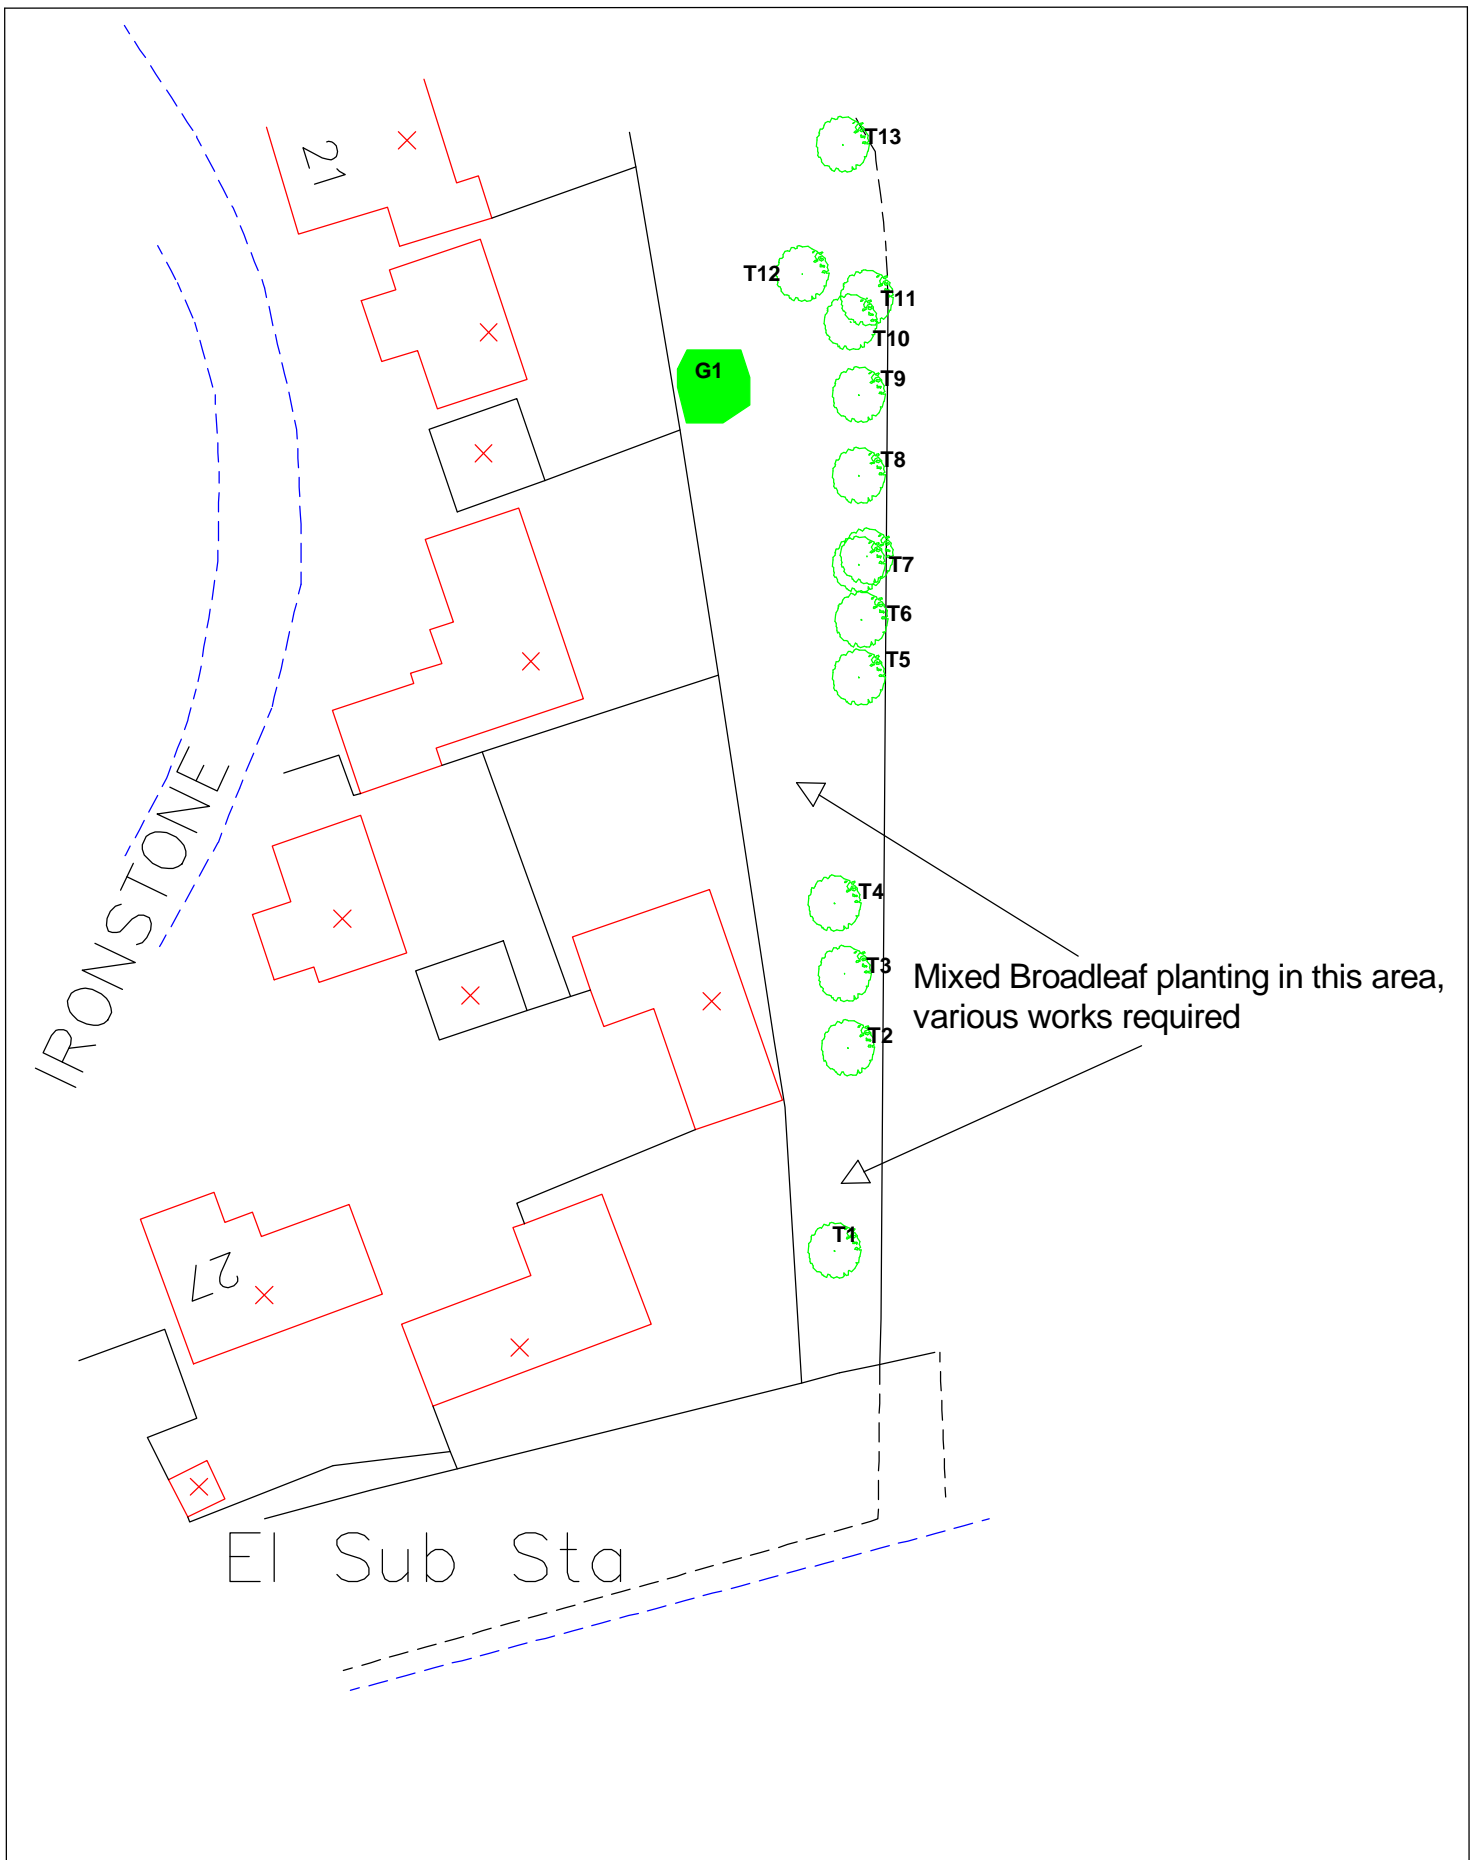 T13
21
T12
T11
T10
G1
T9
T8
T7
T6
T5
IRONSTONE
T4
T3
Mixed Broadleaf planting in this area,
various works required
T2
T1
27
El Sub Sta